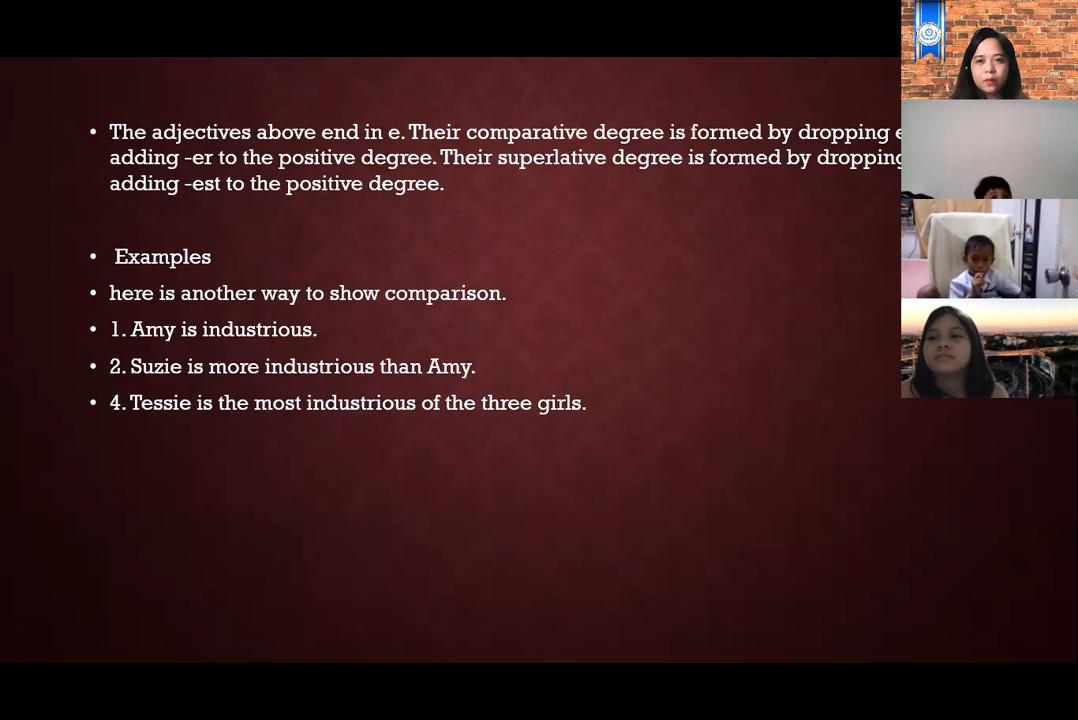 • The adjectives above end in e. Their comparative degree is formed by dropping e
adding -er to the positive degree. Their superlative degree is formed by dropping
adding -est to the positive degree.
• Examples
• here is another way to show comparison.
• 1. Amy is industrious.
• 2. Suzie is more industrious than Amy.
• 4. Tessie is the most industrious of the three girls.